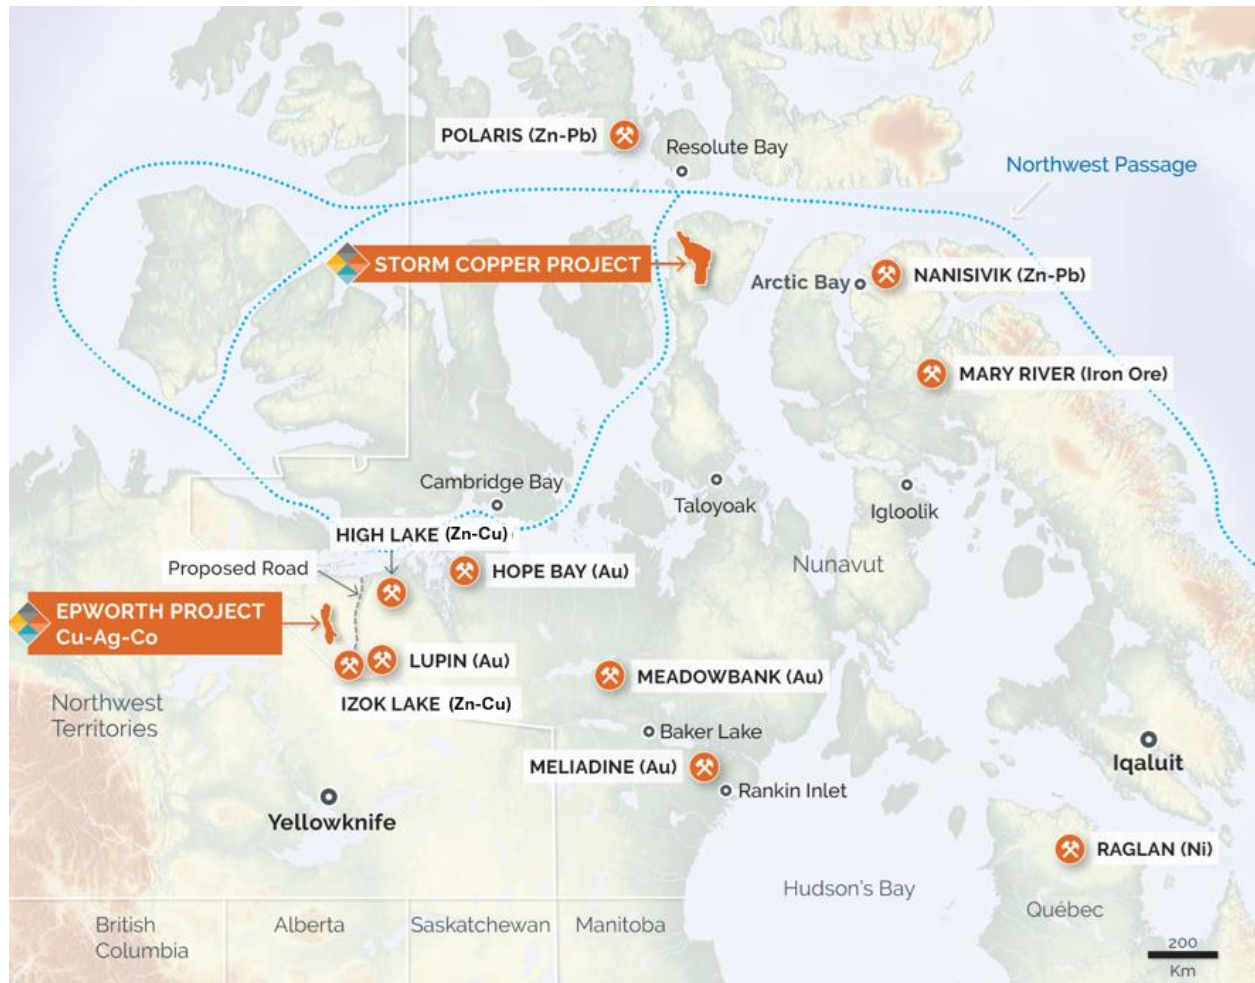 POLARIS (Zn-Pb)
Resolute Bay
Northwest Passage
STORM COPPER PROJECT
Arctic Bay
NANISIVIK (Zn-Pb)
MARY RIVER (Iron Ore)
Cambridge Bay
Taloyoak
Igloolik
HIGH LAKE (Zn-Cu)
Proposed Road
HOPE BAY (Au)
Nunavut
EPWORTH PROJECT
Cu-Ag-Co
LUPIN (Au)
MEADOWBANK (Au)
IZOK LAKE (Zn-Cu)
Northwest
Territories
Baker Lake
MELIADINE (Au)
Rankin Inlet
Iqaluit
Yellowknife
RAGLAN (Ni)
Hudson's Bay
Québec
British
Columbia
Alberta
Saskatchewan
Manitoba
200
Km